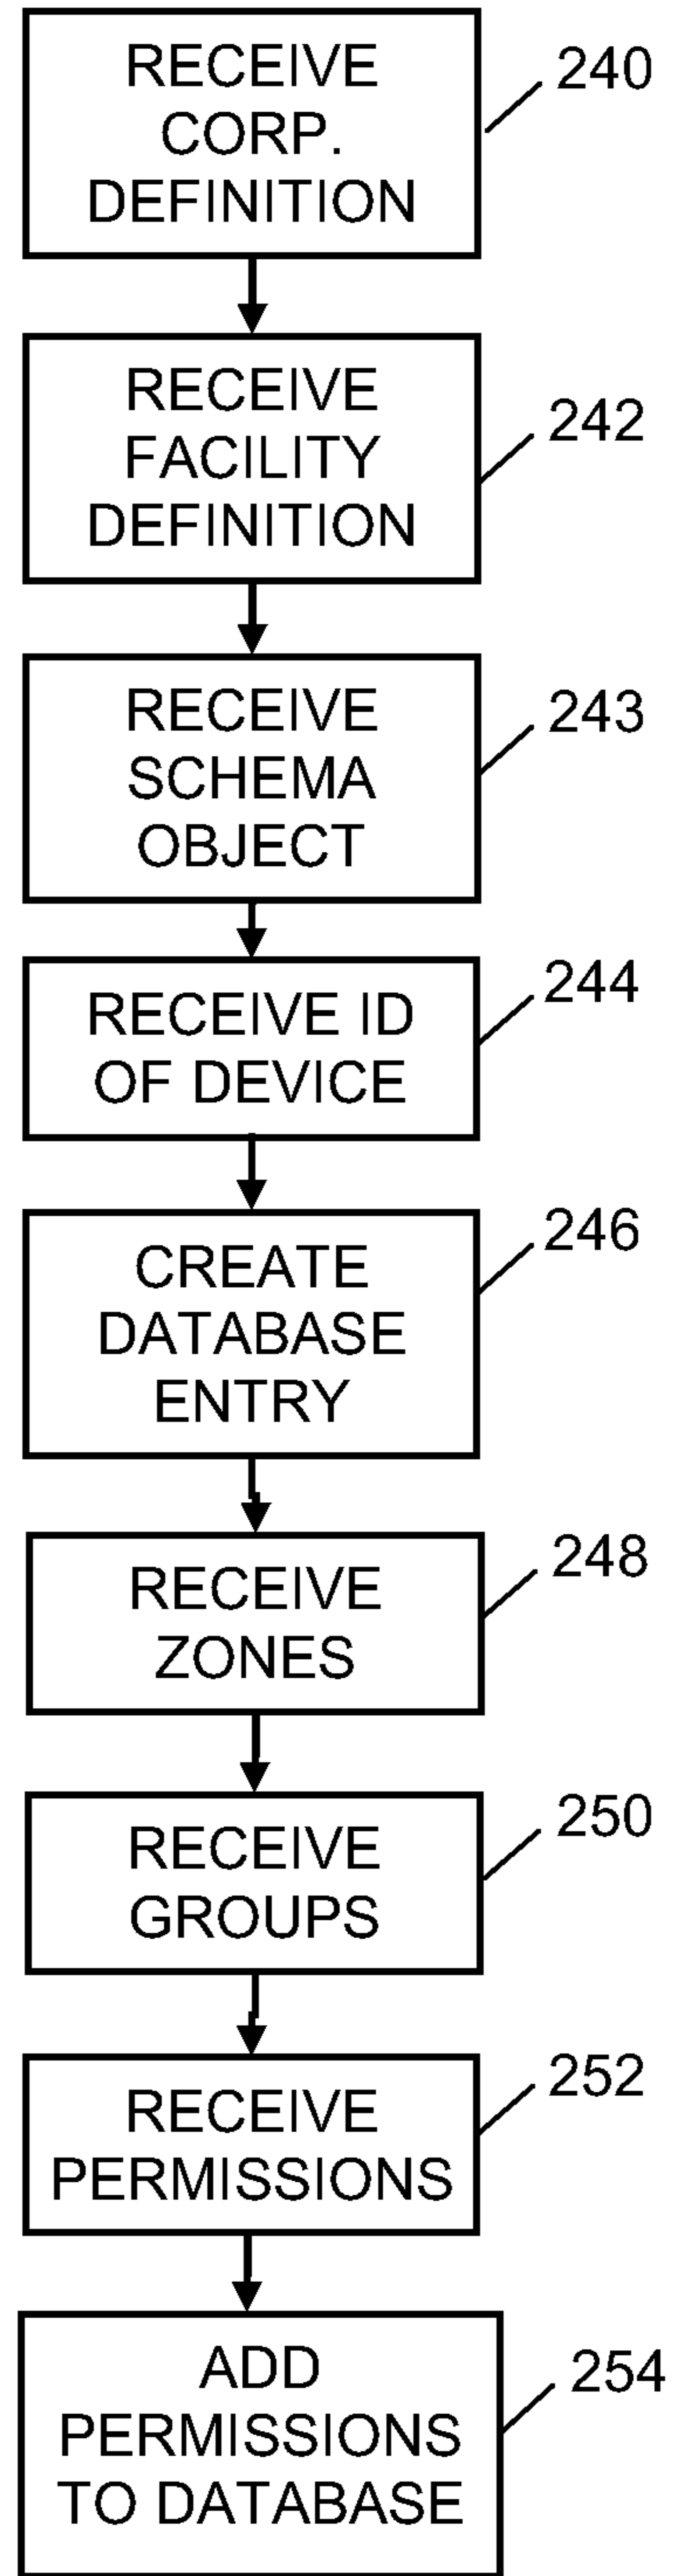 RECEIVE
CORP.
DEFINITION
240
RECEIVE
FACILITY
DEFINITION
242
RECEIVE
SCHEMA
OBJECT
243
RECEIVE ID
OF DEVICE
244
CREATE
DATABASE
ENTRY
246
RECEIVE
ZONES
248
RECEIVE
GROUPS
250
RECEIVE
PERMISSIONS
252
ADD
PERMISSIONS
TO DATABASE
254